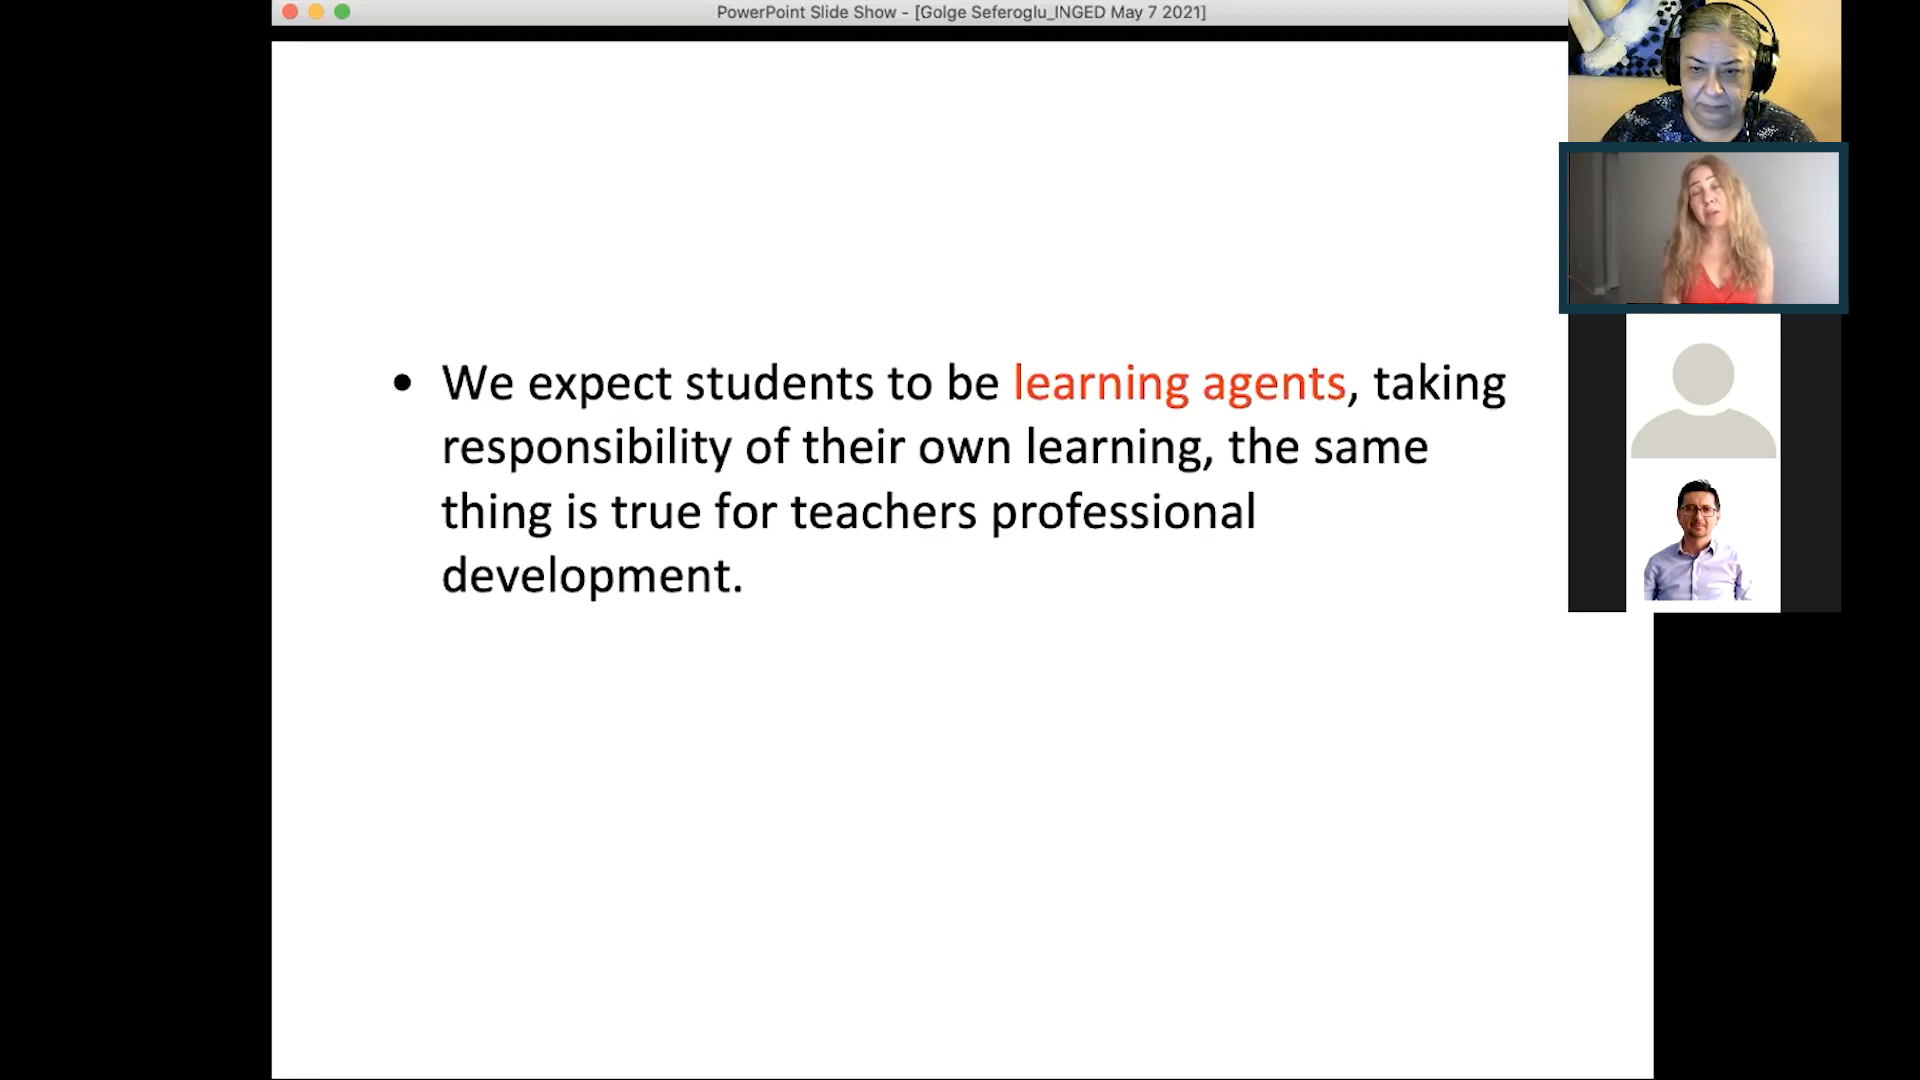 PowerPoint Slide Show - [Golge Seferoglu_INGED May 7 2021]
• We expect students to be learning agents, taking
responsibility of their own learning, the same
thing is true for teachers professional
development.